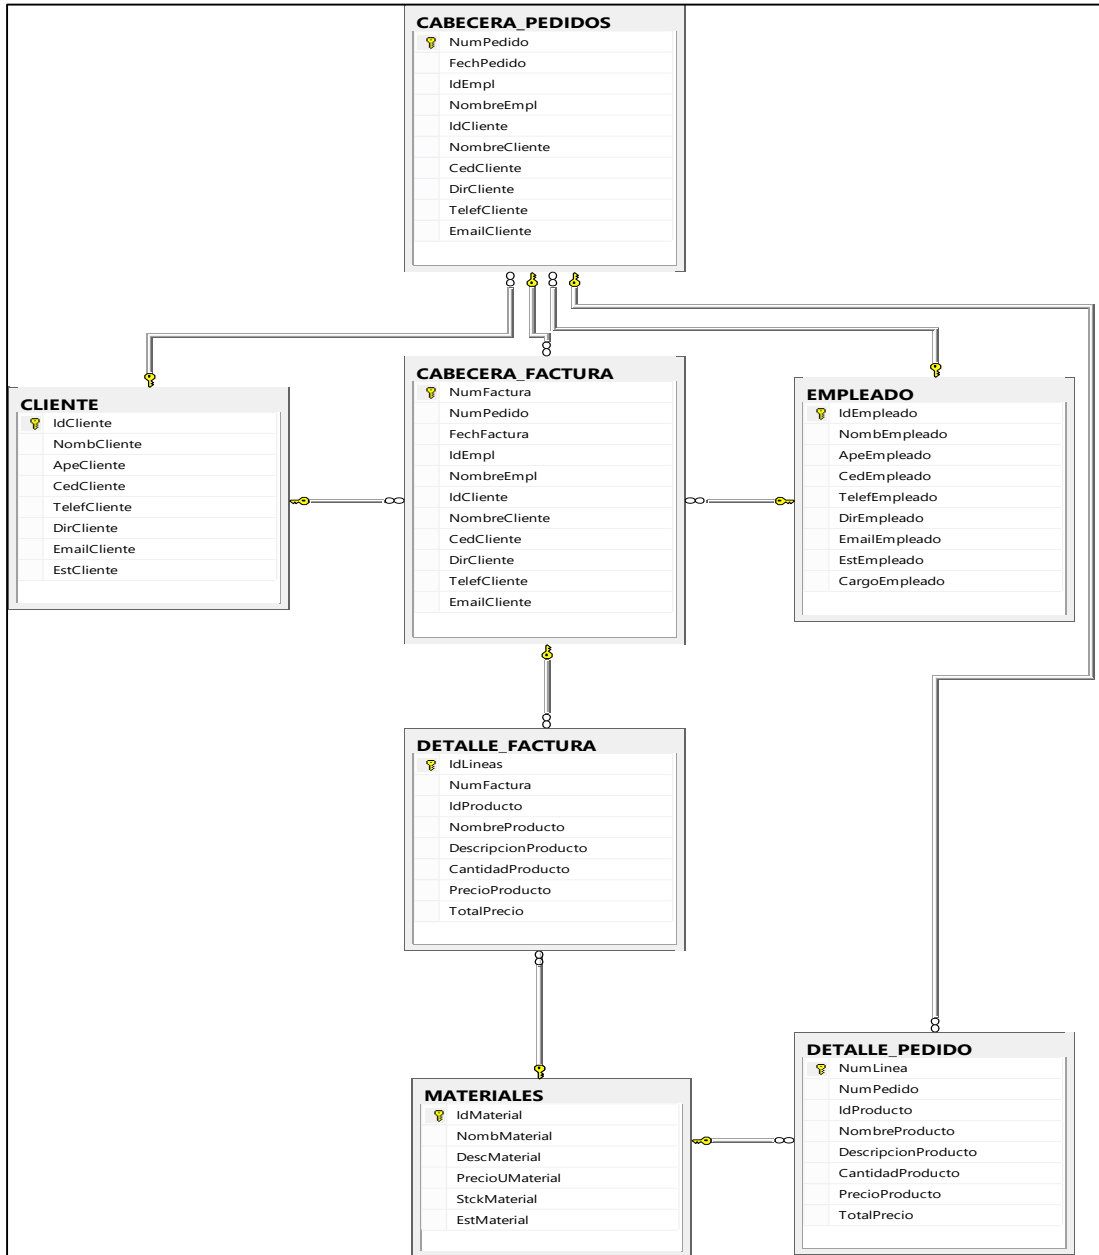 CABECERA_PEDIDOS
NumPedido
FechPedido
IdEmpl
NombreEmpl
IdCliente
NombreCliente
CedCliente
DirCliente
TelefCliente
EmailCliente
CLIENTE
IdCliente
NombCliente
ApeCliente
CedCliente
TelefCliente
DirCliente
EmailCliente
EstCliente
CABECERA_FACTURA
NumFactura
NumPedido
FechFactura
IdEmpl
NombreEmpl
IdCliente
NombreCliente
CedCliente
DirCliente
TelefCliente
EmailCliente
EMPLEADO
IdEmpleado
NombEmpleado
ApeEmpleado
CedEmpleado
TelefEmpleado
DirEmpleado
EmailEmpleado
EstEmpleado
CargoEmpleado
DETALLE_FACTURA
IdLineas
NumFactura
IdProducto
NombreProducto
DescripcionProducto
CantidadProducto
PrecioProducto
TotalPrecio
MATERIALES
IdMaterial
NombMaterial
DescMaterial
PrecioUMaterial
StckMaterial
EstMaterial
DETALLE_PEDIDO
NumLinea
NumPedido
IdProducto
NombreProducto
DescripcionProducto
CantidadProducto
PrecioProducto
TotalPrecio